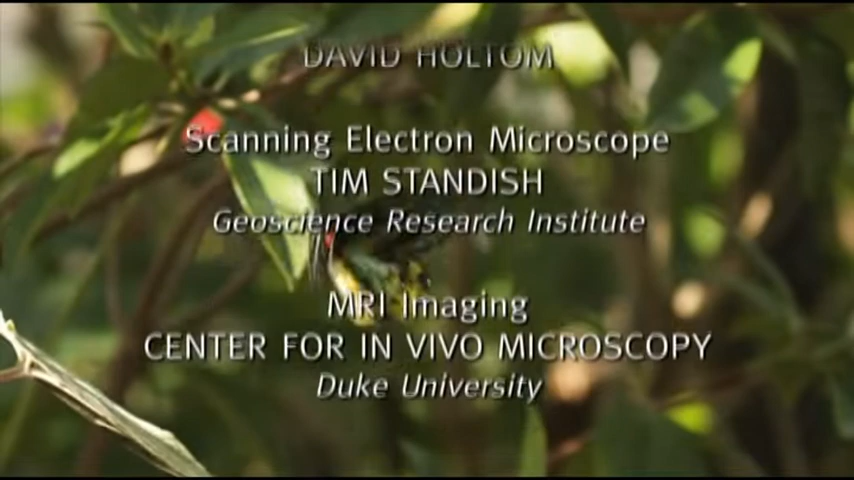 DAVID HOLTOM
Scanning Electron Microscope
TIM STANDISH
Geoscience Research Institute
MRI Imaging
CENTER FOR IN VIVO MICROSCOPY
Duke University